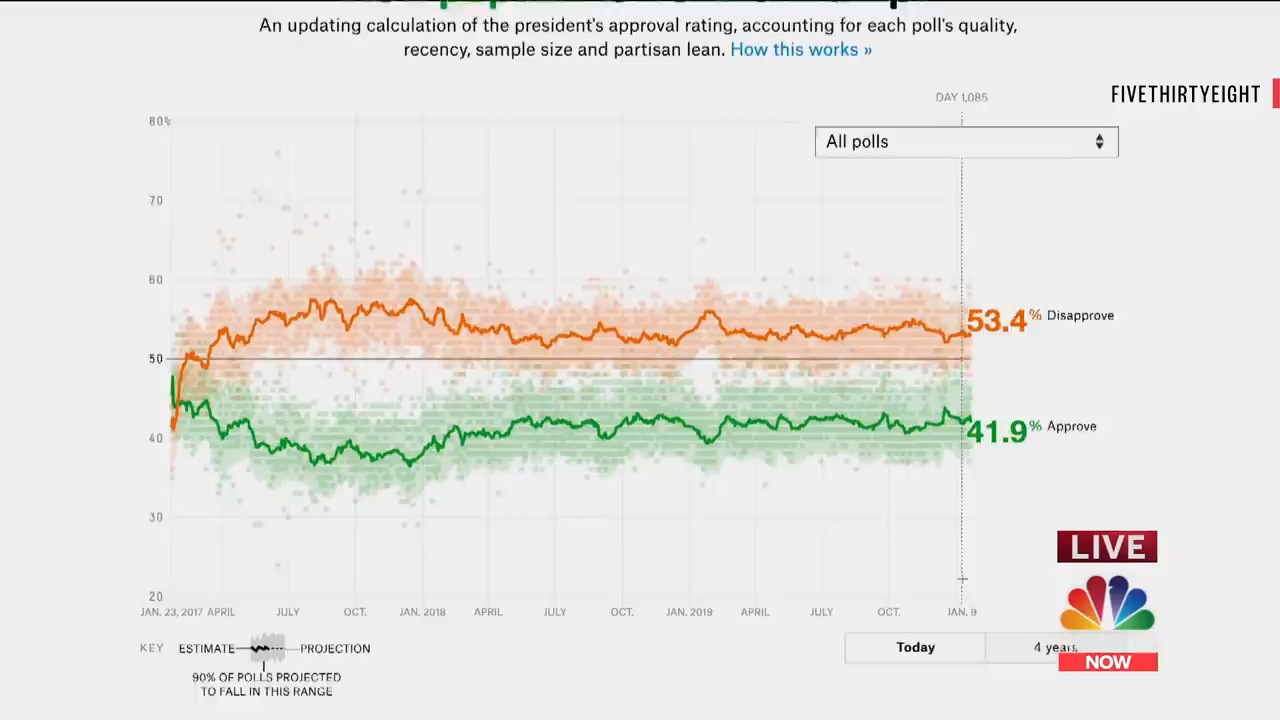 An updating calculation of the president's approval rating, accounting for each poll's quality,
recency, sample size and partisan lean. How this works »
FIVETHIRTYEIGHT
DAY 1,085
All polls
80%
70
60
50
40
30
20
53.4% Disapprove
41.9% Approve
JAN. 23, 2017 APRIL JULY OCT. JAN. 2018 APRIL JULY OCT. JAN. 2019 APRIL JULY OCT. JAN. 9
KEY ESTIMATE PROJECTION
90% OF POLLS PROJECTED
TO FALL IN THIS RANGE
Today 4 years
LIVE
NOW